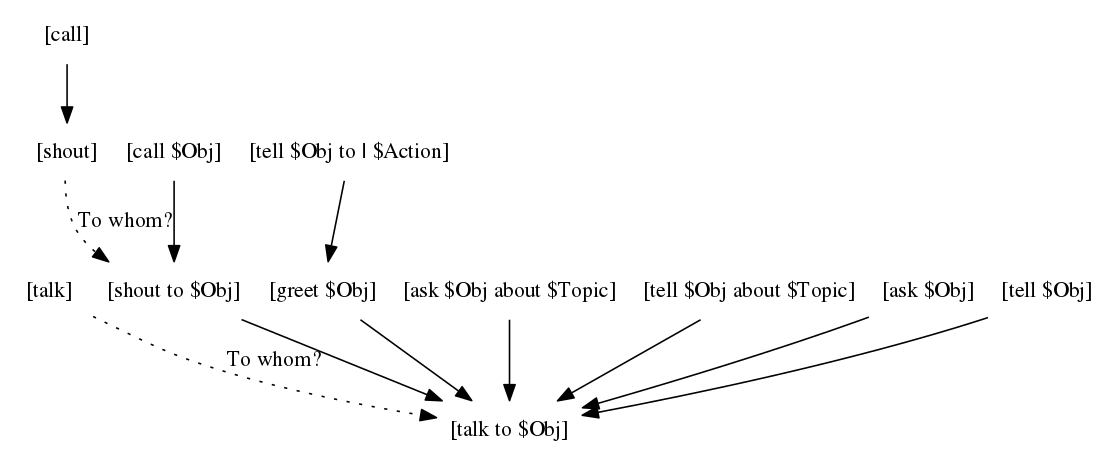 [call]
[shout] [call $Obj] [tell $Obj to | $Action]
To whom?
[talk] [shout to $Obj] [greet $Obj] [ask $Obj about $Topic] [tell $Obj about $Topic] [ask $Obj] [tell $Obj]
To whom?
[talk to $Obj]